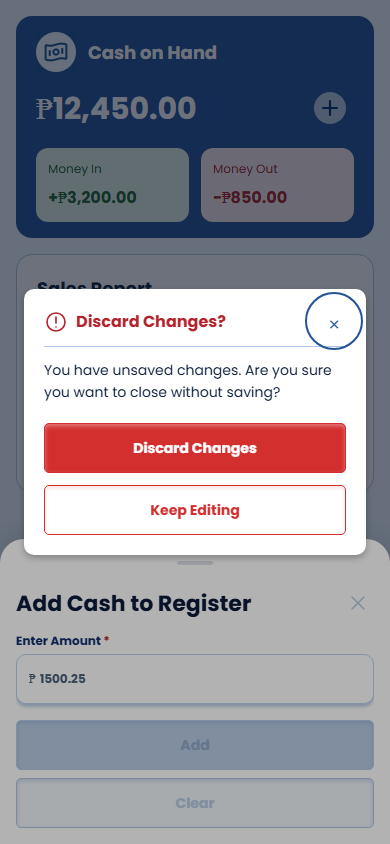 Cash on Hand
₱12,450.00
Money In
+₱3,200.00
Money Out
-₱850.00
Sales Report
Discard Changes?
×
You have unsaved changes. Are you sure
you want to close without saving?
Discard Changes
Keep Editing
Add Cash to Register
Enter Amount *
₱ 1500.25
Add
Clear